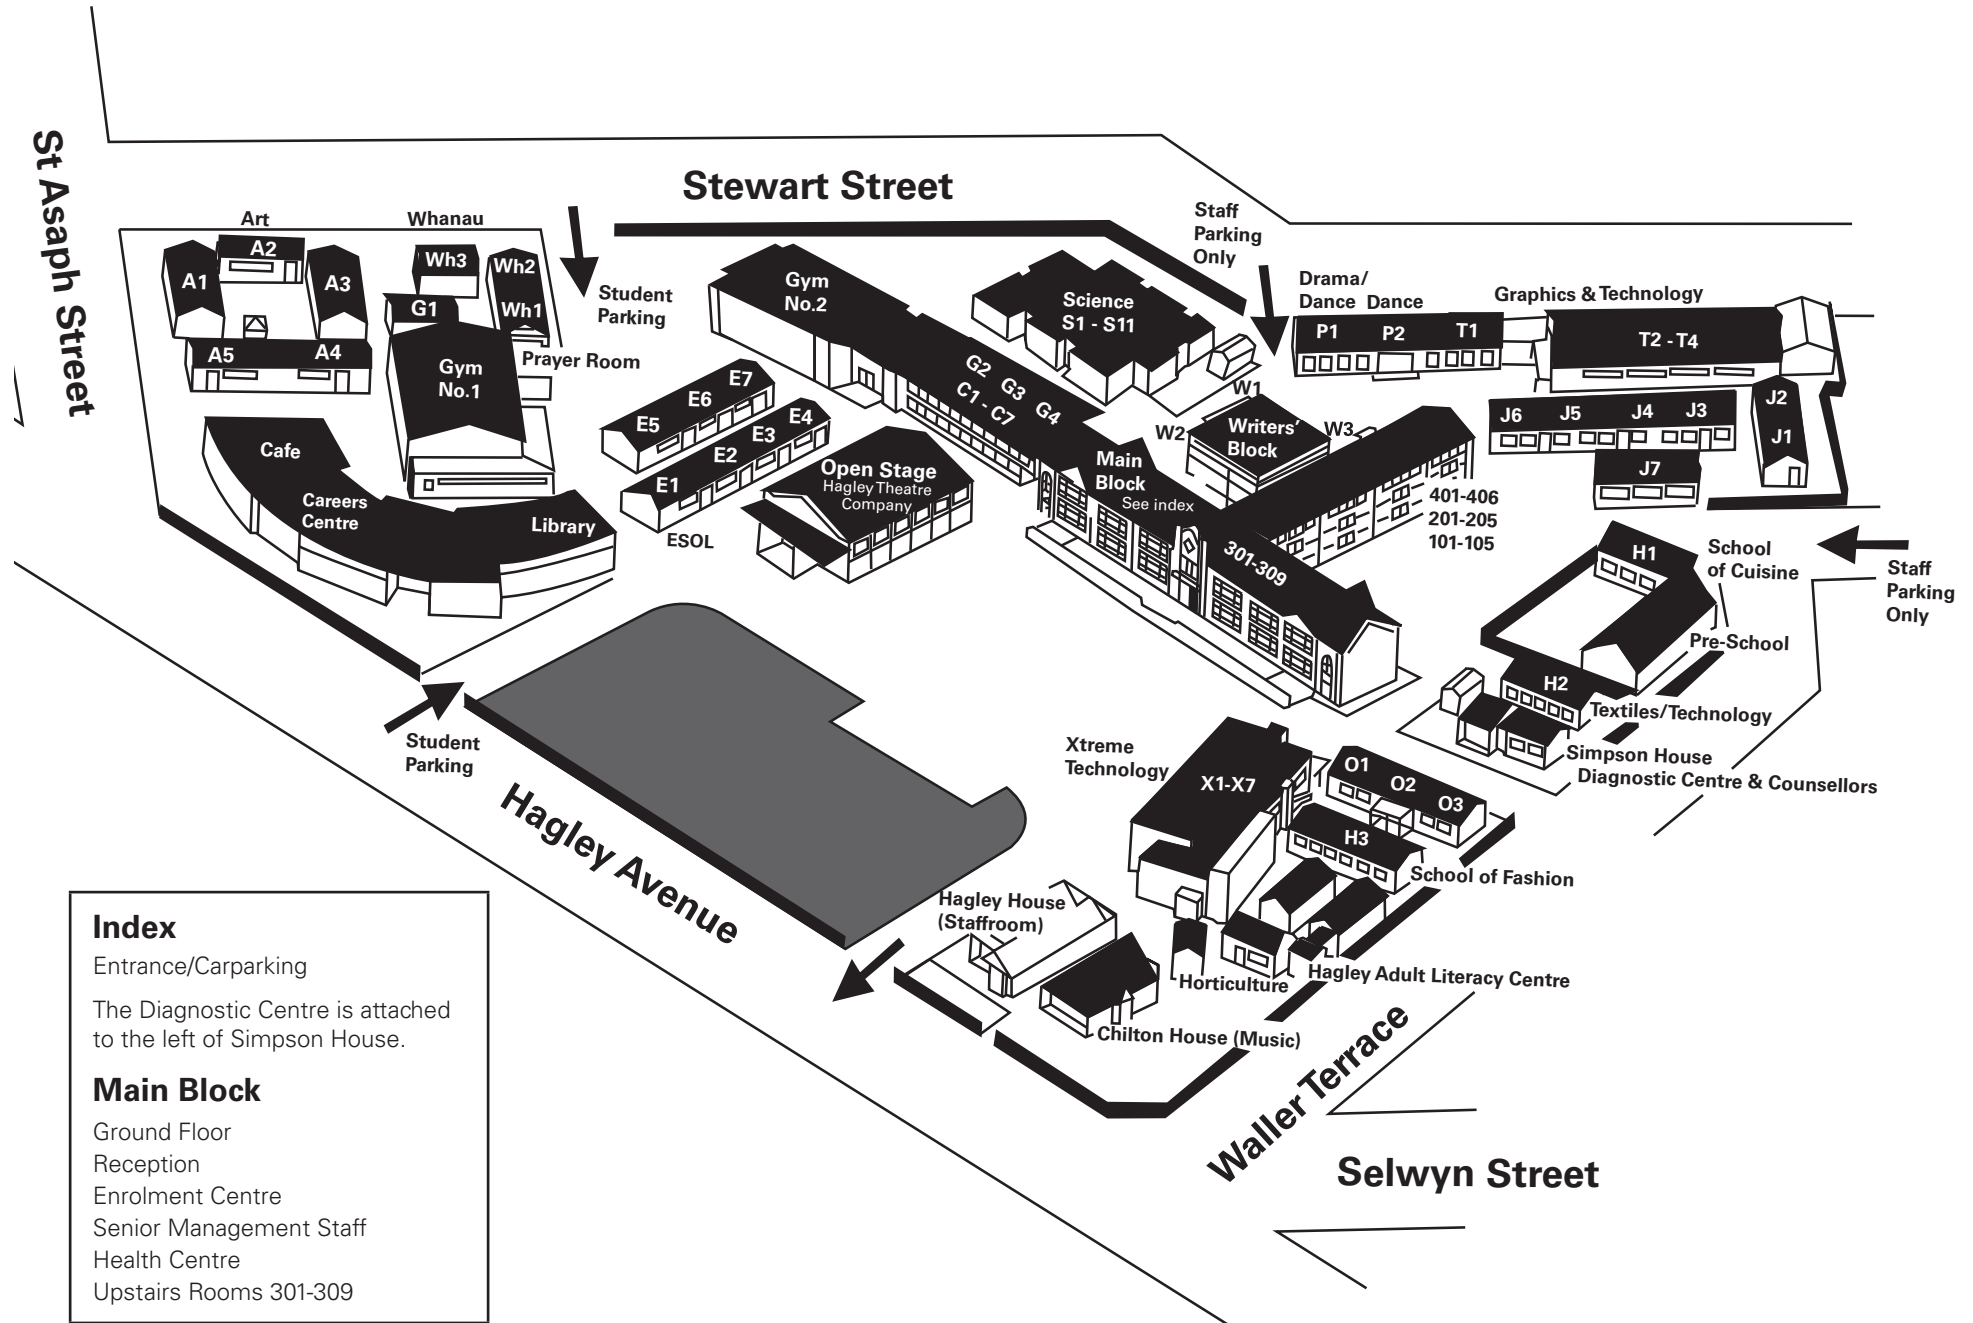 St Asaph Street
Stewart Street
Staff
Parking
Only
Art
Whanau
A2
A1
A3
Wh3
Wh2
Wh1
G1
A5
A4
Gym
No.1
Prayer Room
Student
Parking
Gym
No.2
Science
S1 - S11
Drama/
Dance
Dance
Graphics & Technology
P1
P2
T1
T2 - T4
G2 G3 G4
C1 - C7
E7
E6
E5
E4
E3
E2
E1
ESOL
W1
W2
W3
Writers'
Block
J6
J5
J4
J3
J2
J1
J7
Cafe
Careers
Centre
Library
Open Stage
Hagley Theatre
Company
Main
Block
See index
301-309
401-406
201-205
101-105
H1
School
of Cuisine
Staff
Parking
Only
Pre-School
H2
Textiles/Technology
Simpson House
Diagnostic Centre & Counsellors
Student
Parking
Hagley Avenue
Xtreme
Technology
X1-X7
O1
O2
O3
H3
School of Fashion
Hagley House
(Staffroom)
Horticulture
Hagley Adult Literacy Centre
Chilton House (Music)
Waller Terrace
Selwyn Street
Index
Entrance/Carparking
The Diagnostic Centre is attached
to the left of Simpson House.
Main Block
Ground Floor
Reception
Enrolment Centre
Senior Management Staff
Health Centre
Upstairs Rooms 301-309